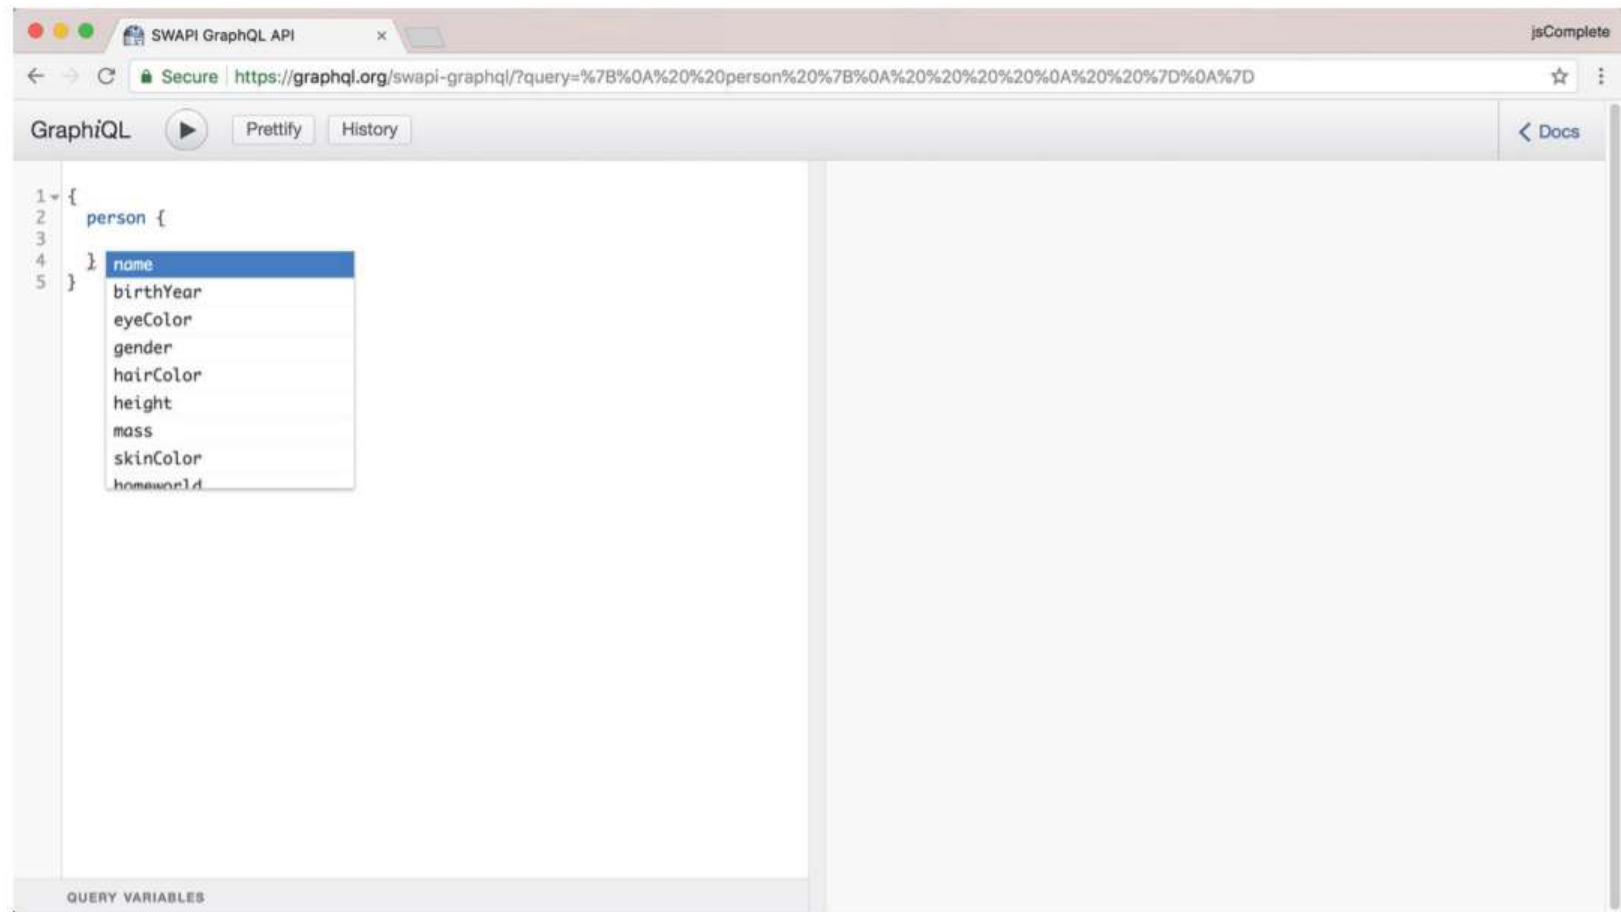 SWAPI GraphQL API
jsComplete
Secure https://graphql.org/swapi-graphql/?query=%7B%0A%20%20person%20%7B%0A%20%20%20%20%0A%20%20%7D%0A%7D
GraphiQL Prettify History Docs
1 {
2 person {
3
4 }
5 }
name
birthYear
eyeColor
gender
hairColor
height
mass
skinColor
homeworld
QUERY VARIABLES